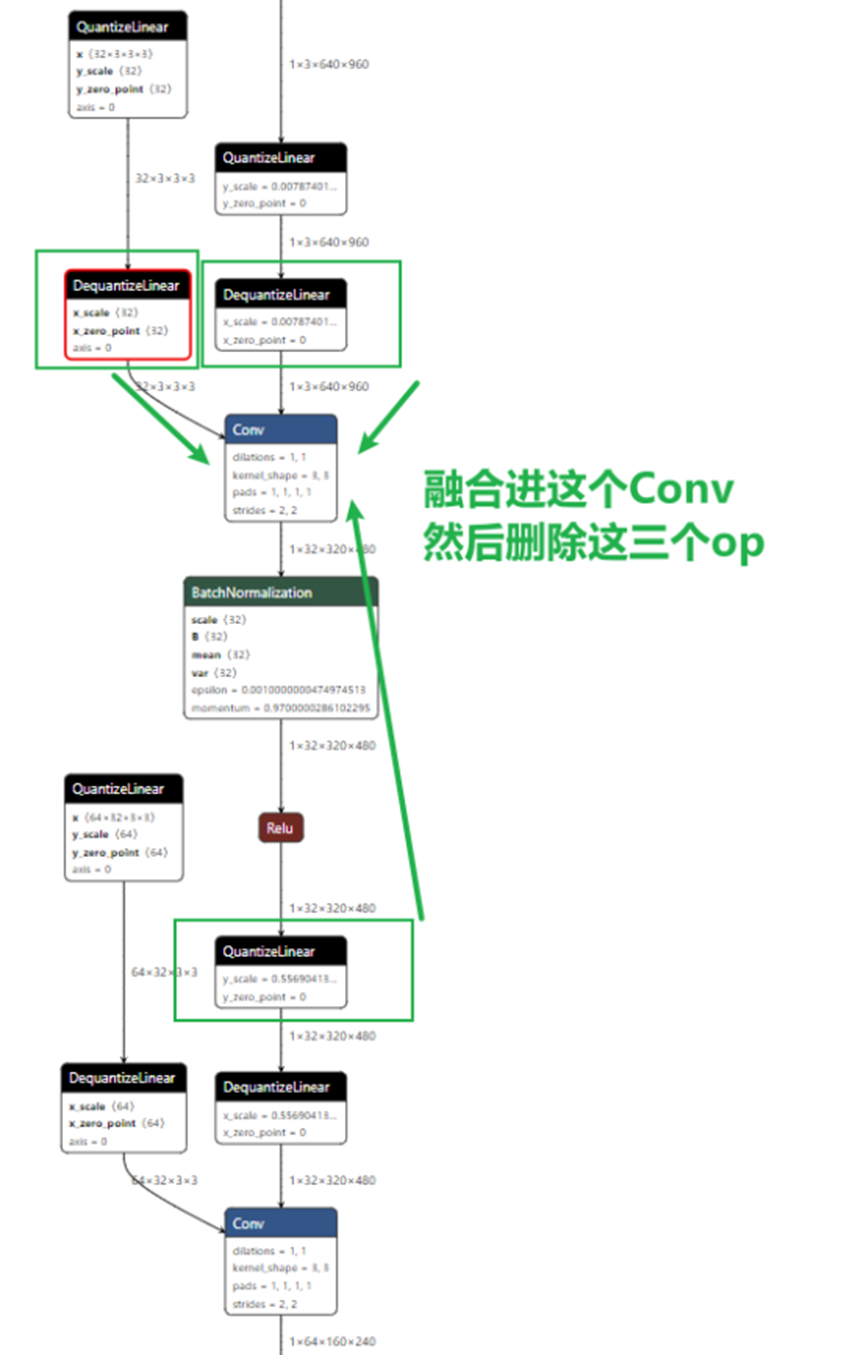 QuantizeLinear
x ⟨32×3×3×3⟩
y_scale ⟨32⟩
y_zero_point ⟨32⟩
axis = 0
1×3×640×960
QuantizeLinear
y_scale = 0.00787401...
y_zero_point = 0
32×3×3×3
1×3×640×960
DequantizeLinear
x_scale ⟨32⟩
x_zero_point ⟨32⟩
axis = 0
DequantizeLinear
x_scale = 0.00787401...
x_zero_point = 0
32×3×3×3
1×3×640×960
Conv
dilations = 1, 1
kernel_shape = 3, 3
pads = 1, 1, 1, 1
strides = 2, 2
融合进这个Conv
然后删除这三个op
1×32×320×480
BatchNormalization
scale ⟨32⟩
B ⟨32⟩
mean ⟨32⟩
var ⟨32⟩
epsilon = 0.0010000000474974513
momentum = 0.9700000286102295
1×32×320×480
QuantizeLinear
x ⟨64×32×3×3⟩
y_scale ⟨64⟩
y_zero_point ⟨64⟩
axis = 0
Relu
1×32×320×480
QuantizeLinear
y_scale = 0.55690413...
y_zero_point = 0
64×32×3×3
1×32×320×480
DequantizeLinear
x_scale ⟨64⟩
x_zero_point ⟨64⟩
axis = 0
DequantizeLinear
x_scale = 0.55690413...
x_zero_point = 0
64×32×3×3
1×32×320×480
Conv
dilations = 1, 1
kernel_shape = 3, 3
pads = 1, 1, 1, 1
strides = 2, 2
1×64×160×240